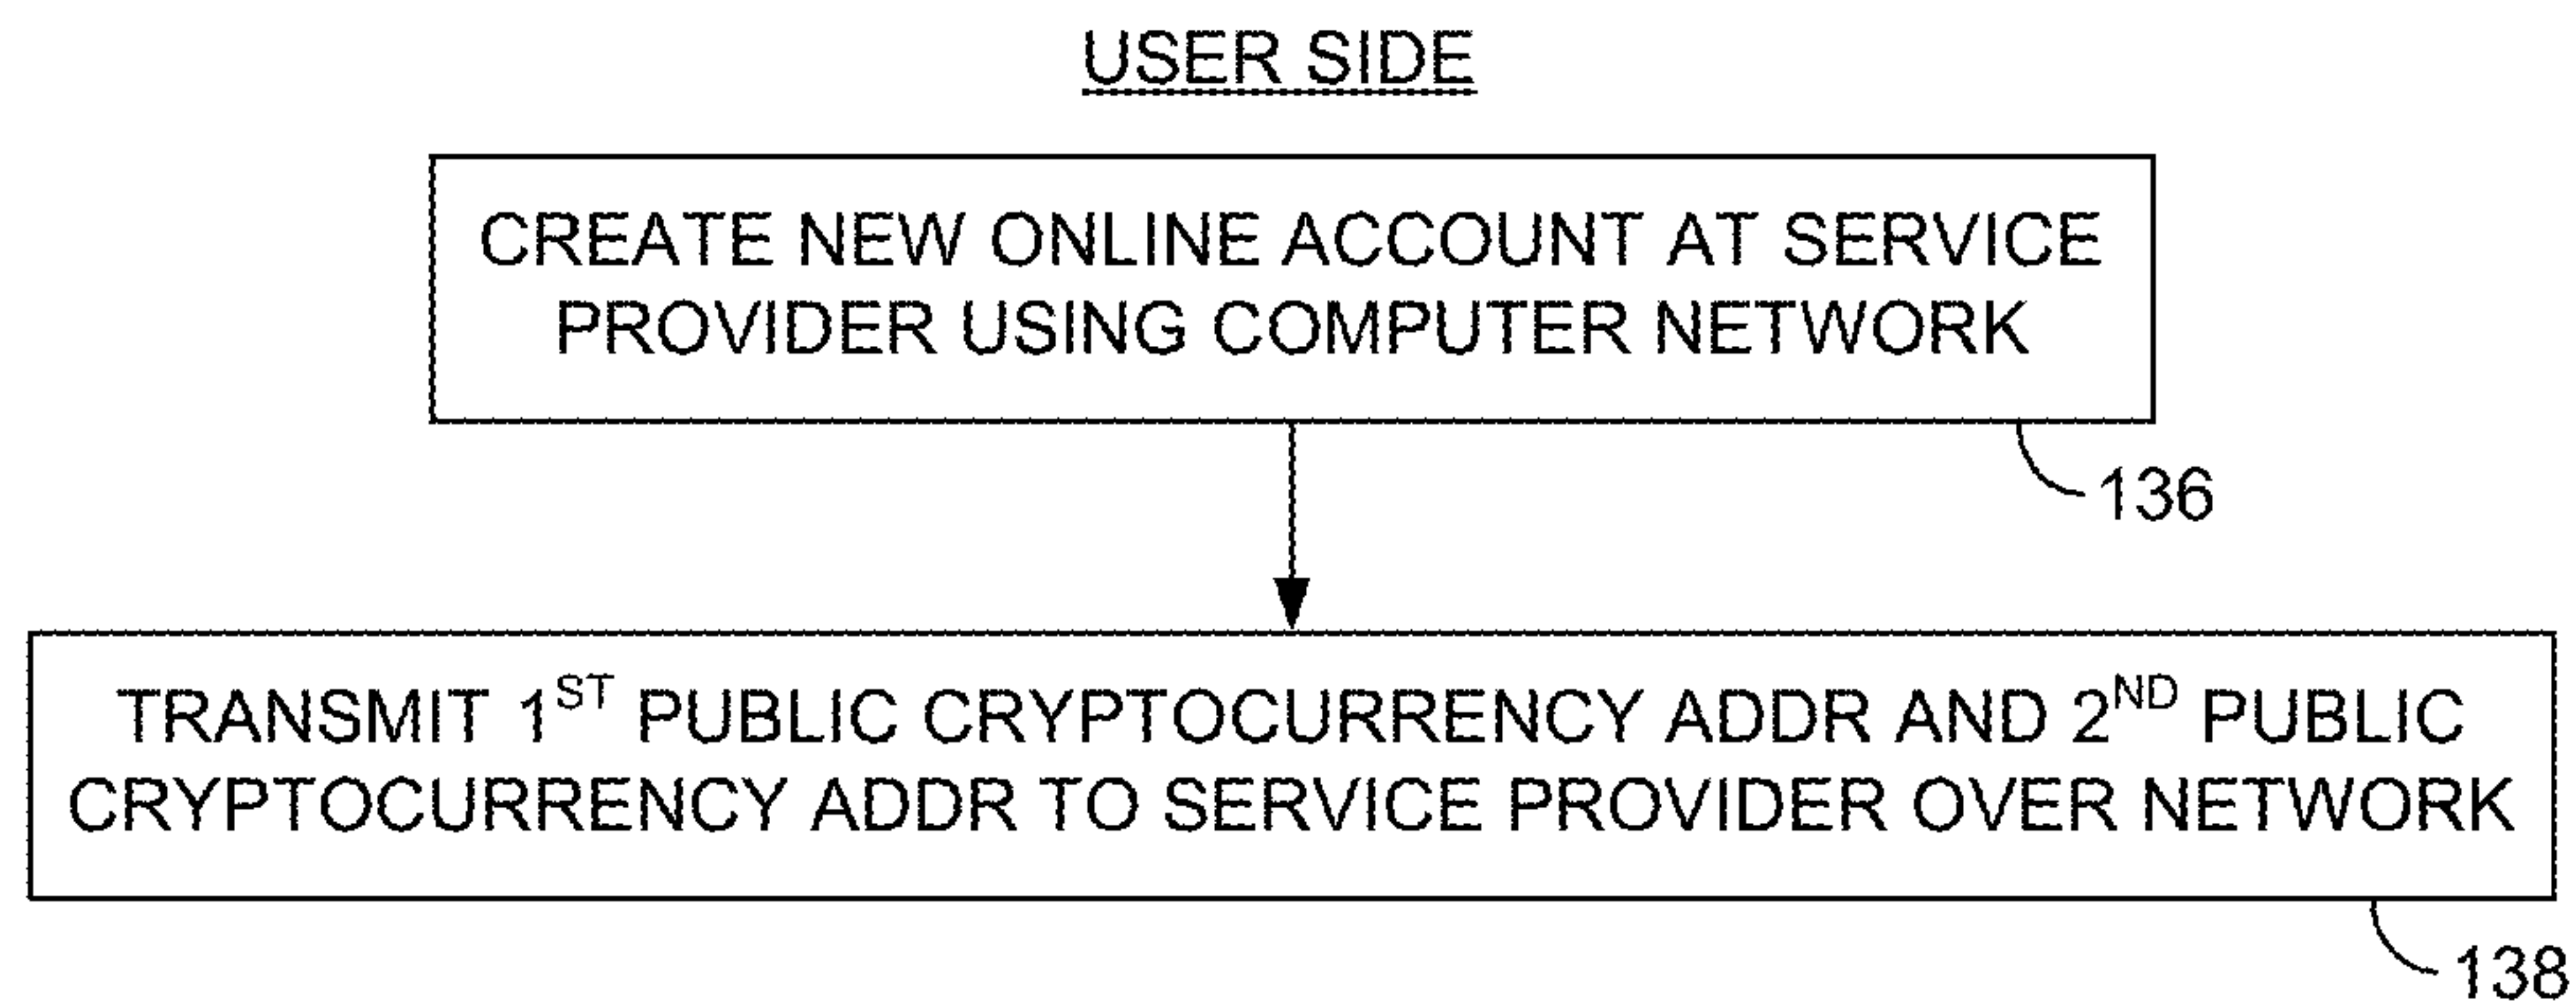 USER SIDE
CREATE NEW ONLINE ACCOUNT AT SERVICE
PROVIDER USING COMPUTER NETWORK
136
TRANSMIT 1ST PUBLIC CRYPTOCURRENCY ADDR AND 2ND PUBLIC
CRYPTOCURRENCY ADDR TO SERVICE PROVIDER OVER NETWORK
138